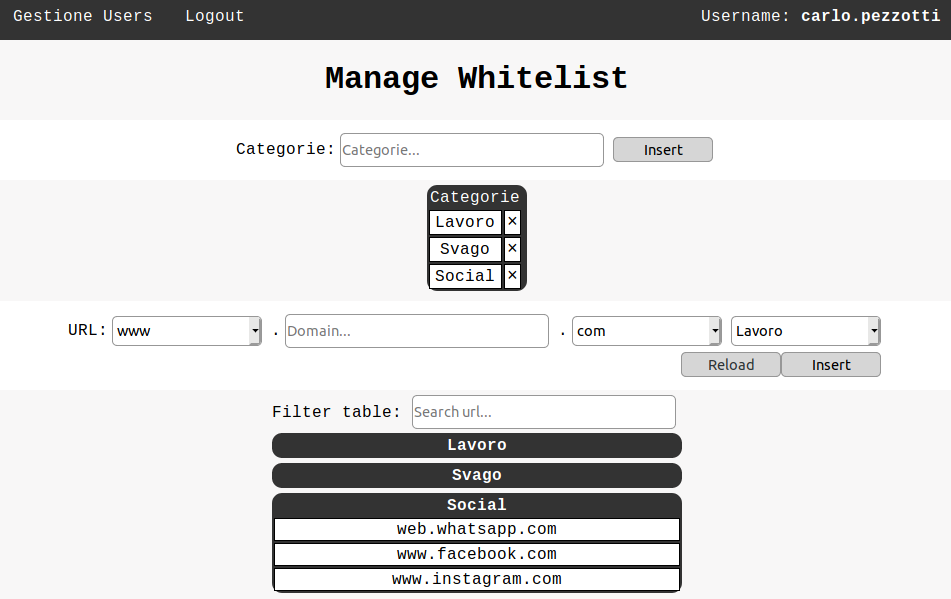 Gestione Users Logout Username: carlo.pezzotti
Manage Whitelist
Categorie: Categorie... Insert
Categorie
Lavoro ×
Svago ×
Social ×
URL: www . Domain... . com Lavoro
Reload Insert
Filter table: Search url...
Lavoro
Svago
Social
web.whatsapp.com
www.facebook.com
www.instagram.com